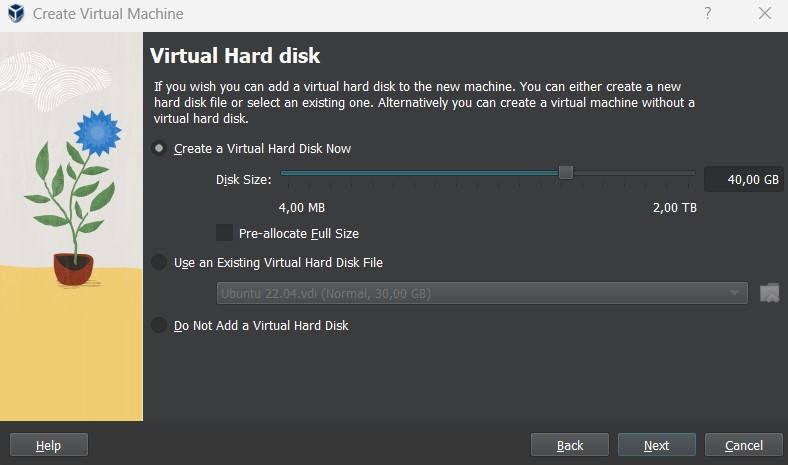 Create Virtual Machine
?
Virtual Hard disk
If you wish you can add a virtual hard disk to the new machine. You can either create a new
hard disk file or select an existing one. Alternatively you can create a virtual machine without a
virtual hard disk.
Create a Virtual Hard Disk Now
Disk Size:
40,00 GB
4,00 MB
2,00 TB
Pre-allocate Full Size
Use an Existing Virtual Hard Disk File
Ubuntu 22.04.vdi (Normal, 30,00 GB)
Do Not Add a Virtual Hard Disk
Help
Back
Next
Cancel